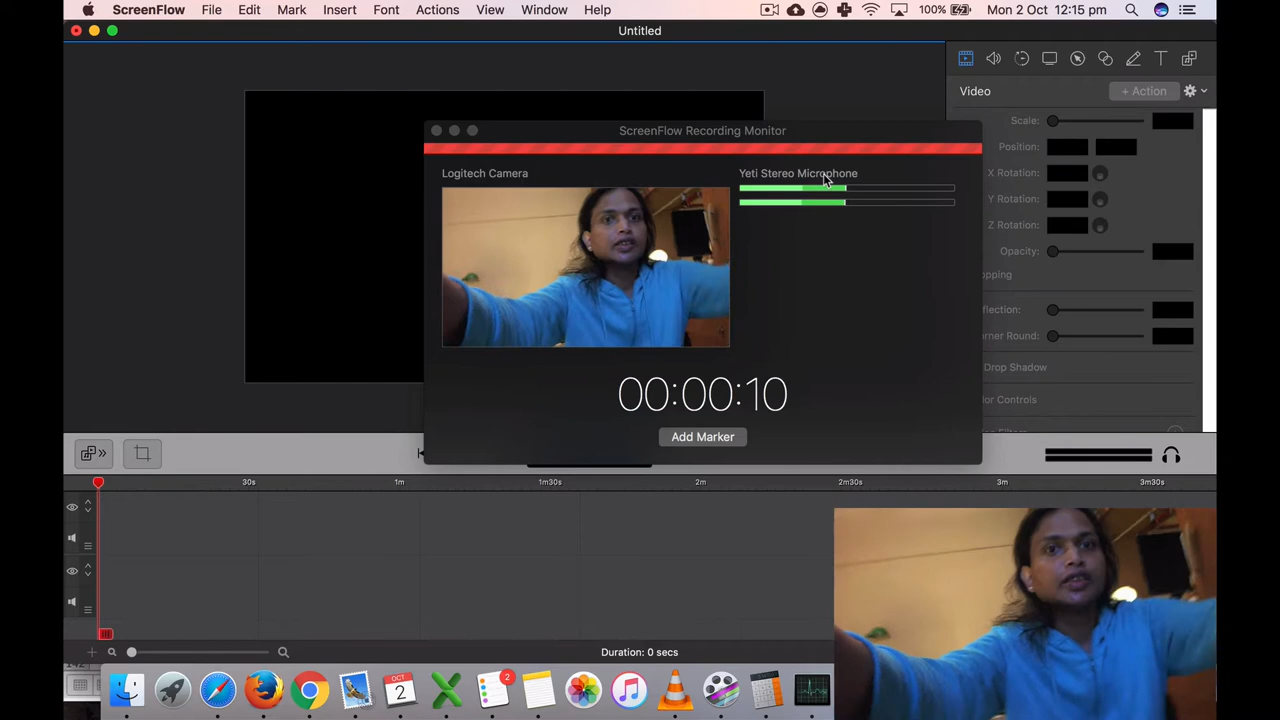 ScreenFlow File Edit Mark Insert Font Actions View Window Help 100% Mon 2 Oct 12:15 pm
Untitled
Video + Action
ScreenFlow Recording Monitor
Scale:
Position:
Logitech Camera
Yeti Stereo Microphone
X Rotation:
Y Rotation:
Z Rotation:
Opacity:
opping
flection:
orner Round:
Drop Shadow
lor Controls
00:00:10
Add Marker
30s 1m 1m30s 2m 2m30s 3m 3m30s
Duration: 0 secs
OCT
2
2